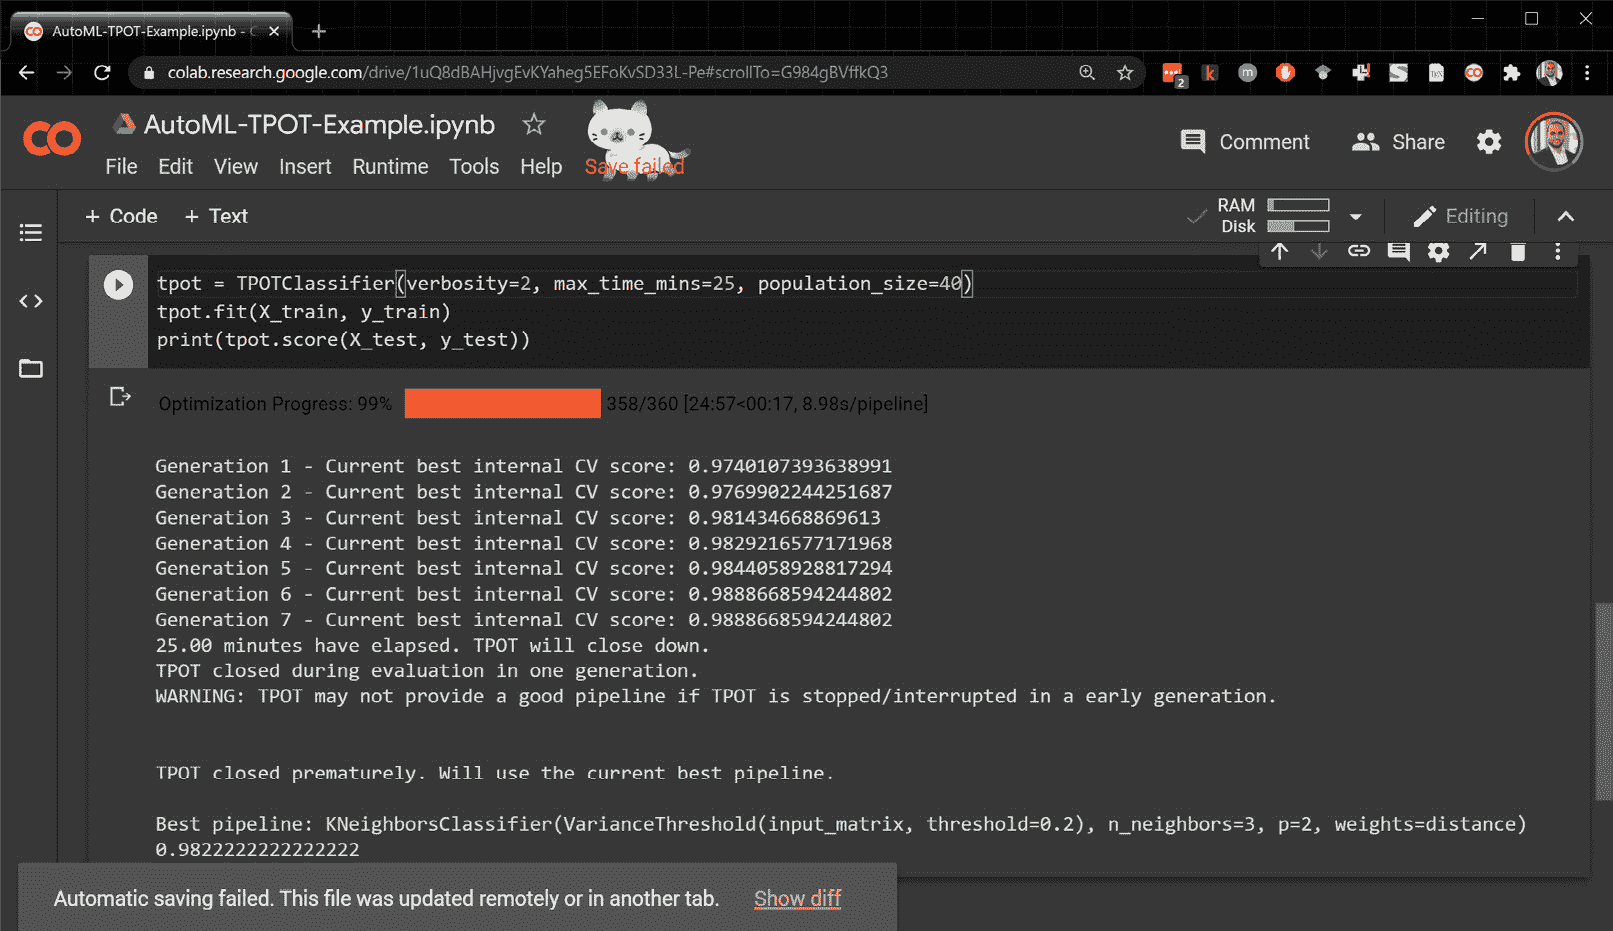 AutoML-TPOT-Example.ipynb - C
colab.research.google.com/drive/1uQ8dBAHjvgEvKYaheg5EFoKvSD33L-Pe#scrollTo=G984gBVffkQ3
2
k
m
AutoML-TPOT-Example.ipynb
Comment
Share
File Edit View Insert Runtime Tools Help Save failed
+ Code + Text
RAM
Disk
Editing
tpot = TPOTClassifier(verbosity=2, max_time_mins=25, population_size=40)
tpot.fit(X_train, y_train)
print(tpot.score(X_test, y_test))
Optimization Progress: 99% 358/360 [24:57<00:17, 8.98s/pipeline]
Generation 1 - Current best internal CV score: 0.9740107393638991
Generation 2 - Current best internal CV score: 0.9769902244251687
Generation 3 - Current best internal CV score: 0.981434668869613
Generation 4 - Current best internal CV score: 0.9829216577171968
Generation 5 - Current best internal CV score: 0.9844058928817294
Generation 6 - Current best internal CV score: 0.9888668594244802
Generation 7 - Current best internal CV score: 0.9888668594244802
25.00 minutes have elapsed. TPOT will close down.
TPOT closed during evaluation in one generation.
WARNING: TPOT may not provide a good pipeline if TPOT is stopped/interrupted in a early generation.
TPOT closed prematurely. Will use the current best pipeline.
Best pipeline: KNeighborsClassifier(VarianceThreshold(input_matrix, threshold=0.2), n_neighbors=3, p=2, weights=distance)
0.9822222222222222
Automatic saving failed. This file was updated remotely or in another tab. Show diff